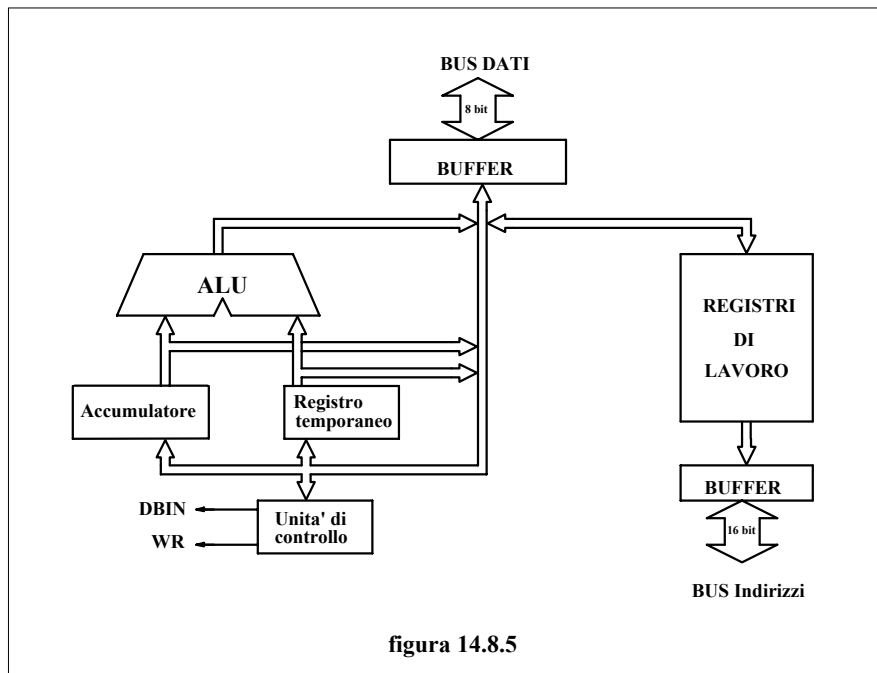 BUS DATI
8 bit
BUFFER
ALU
REGISTRI
DI
LAVORO
Accumulatore
Registro
temporaneo
BUFFER
DBIN
WR
Unita' di
controllo
16 bit
BUS Indirizzi
figura 14.8.5